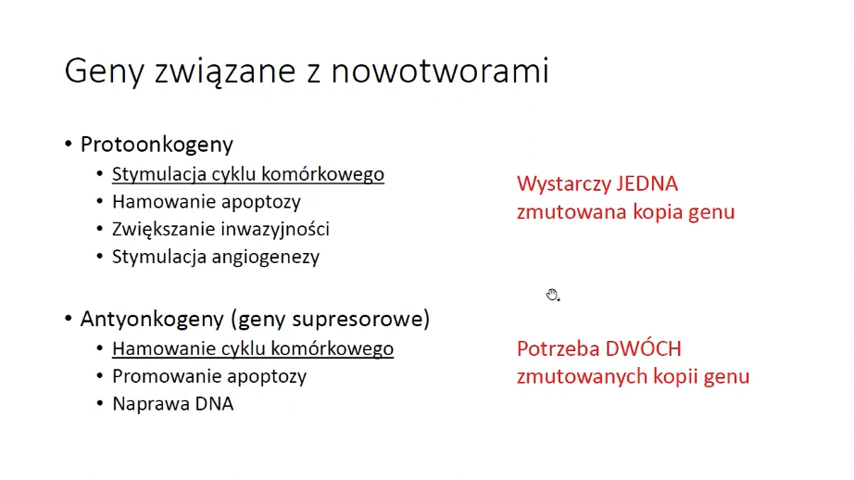 Geny związane z nowotworami
• Protoonkogeny
• Stymulacja cyklu komórkowego
• Hamowanie apoptozy
• Zwiększanie inwazyjności
• Stymulacja angiogenezy
Wystarczy JEDNA
zmutowana kopia genu
• Antyonkogeny (geny supresorowe)
• Hamowanie cyklu komórkowego
• Promowanie apoptozy
• Naprawa DNA
Potrzeba DWÓCH
zmutowanych kopii genu